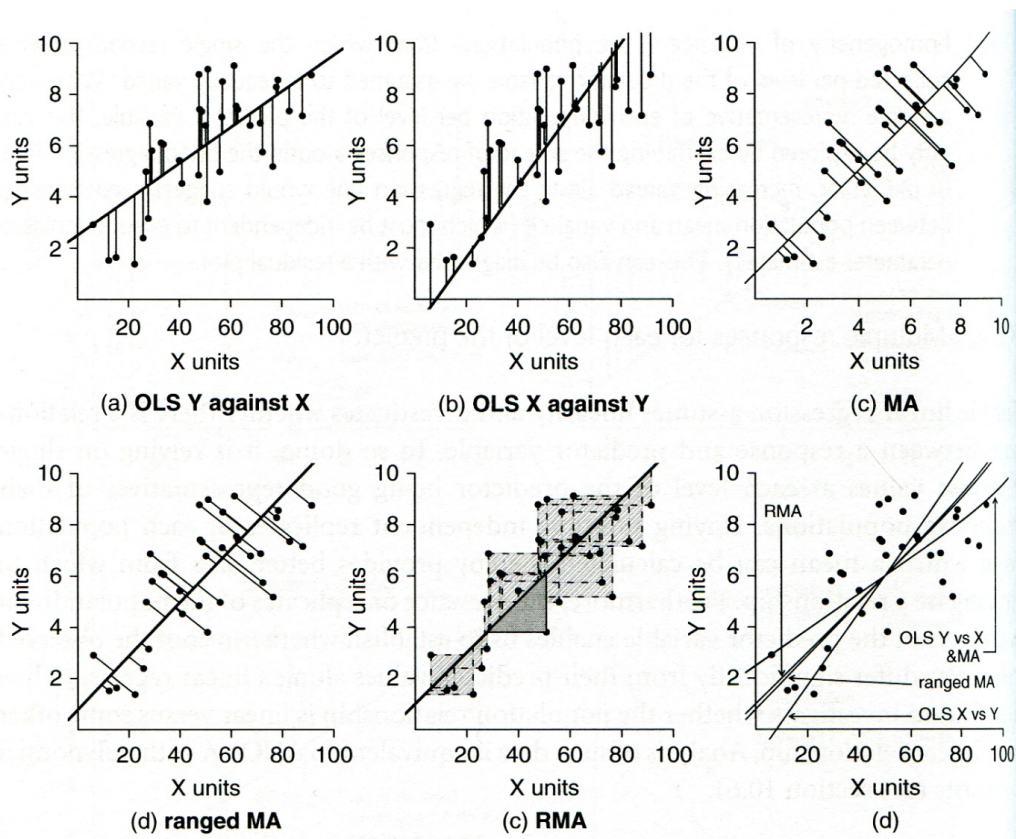 10
8
6
4
2
Y units
20 40 60 80 100
X units
(a) OLS Y against X
10
8
6
4
2
Y units
20 40 60 80 100
X units
(b) OLS X against Y
10
8
6
4
2
Y units
2 4 6 8 10
X units
(c) MA
10
8
6
4
2
Y units
20 40 60 80 100
X units
(d) ranged MA
10
8
6
4
2
Y units
20 40 60 80 100
X units
(c) RMA
10
8
6
4
2
Y units
RMA
OLS Y vs X
&MA
ranged MA
OLS X vs Y
20 40 60 80 100
X units
(d)